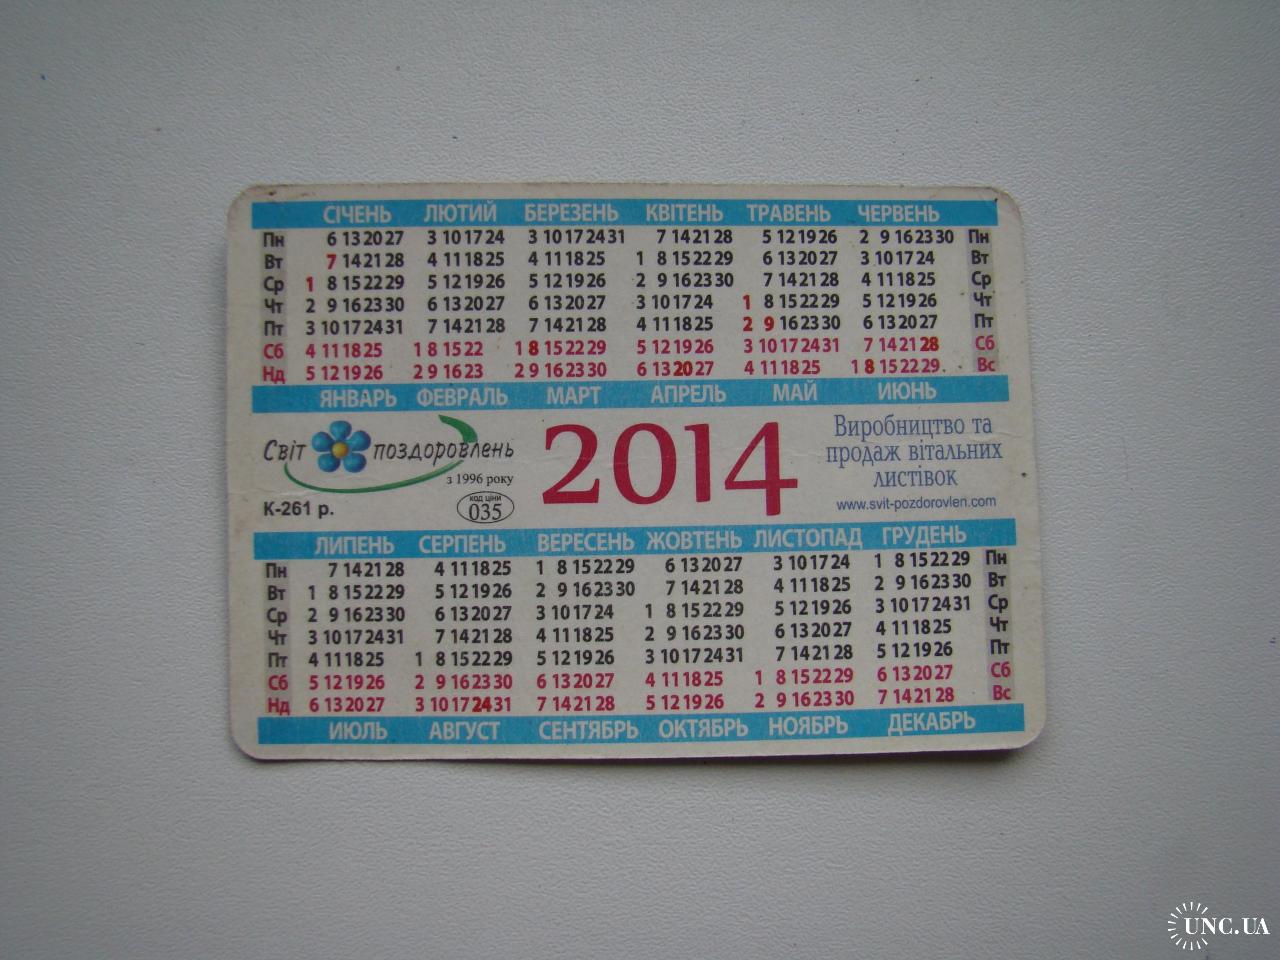 СІЧЕНЬ ЛЮТИЙ БЕРЕЗЕНЬ КВІТЕНЬ ТРАВЕНЬ ЧЕРВЕНЬ
Пн 6 13 20 27 3 10 17 24 3 10 17 24 31 7 14 21 28 5 12 19 26 2 9 16 23 30 Пн
Вт 7 14 21 28 4 11 18 25 4 11 18 25 1 8 15 22 29 6 13 20 27 3 10 17 24 Вт
Ср 1 8 15 22 29 5 12 19 26 5 12 19 26 2 9 16 23 30 7 14 21 28 4 11 18 25 Ср
Чт 2 9 16 23 30 6 13 20 27 6 13 20 27 3 10 17 24 1 8 15 22 29 5 12 19 26 Чт
Пт 3 10 17 24 31 7 14 21 28 7 14 21 28 4 11 18 25 2 9 16 23 30 6 13 20 27 Пт
Сб 4 11 18 25 1 8 15 22 1 8 15 22 29 5 12 19 26 3 10 17 24 31 7 14 21 28 Сб
Нд 5 12 19 26 2 9 16 23 2 9 16 23 30 6 13 20 27 4 11 18 25 1 8 15 22 29 Вс
ЯНВАРЬ ФЕВРАЛЬ МАРТ АПРЕЛЬ МАЙ ИЮНЬ
Світ поздоровлень
з 1996 року
К-261 р.
код ціни
035
2014
Виробництво та
продаж вітальних
листівок
www.svit-pozdorovlen.com
ЛИПЕНЬ СЕРПЕНЬ ВЕРЕСЕНЬ ЖОВТЕНЬ ЛИСТОПАД ГРУДЕНЬ
Пн 7 14 21 28 4 11 18 25 1 8 15 22 29 6 13 20 27 3 10 17 24 1 8 15 22 29 Пн
Вт 1 8 15 22 29 5 12 19 26 2 9 16 23 30 7 14 21 28 4 11 18 25 2 9 16 23 30 Вт
Ср 2 9 16 23 30 6 13 20 27 3 10 17 24 1 8 15 22 29 5 12 19 26 3 10 17 24 31 Ср
Чт 3 10 17 24 31 7 14 21 28 4 11 18 25 2 9 16 23 30 6 13 20 27 4 11 18 25 Чт
Пт 4 11 18 25 1 8 15 22 29 5 12 19 26 3 10 17 24 31 7 14 21 28 5 12 19 26 Пт
Сб 5 12 19 26 2 9 16 23 30 6 13 20 27 4 11 18 25 1 8 15 22 29 6 13 20 27 Сб
Нд 6 13 20 27 3 10 17 24 31 7 14 21 28 5 12 19 26 2 9 16 23 30 7 14 21 28 Вс
ИЮЛЬ АВГУСТ СЕНТЯБРЬ ОКТЯБРЬ НОЯБРЬ ДЕКАБРЬ
UNC.UA